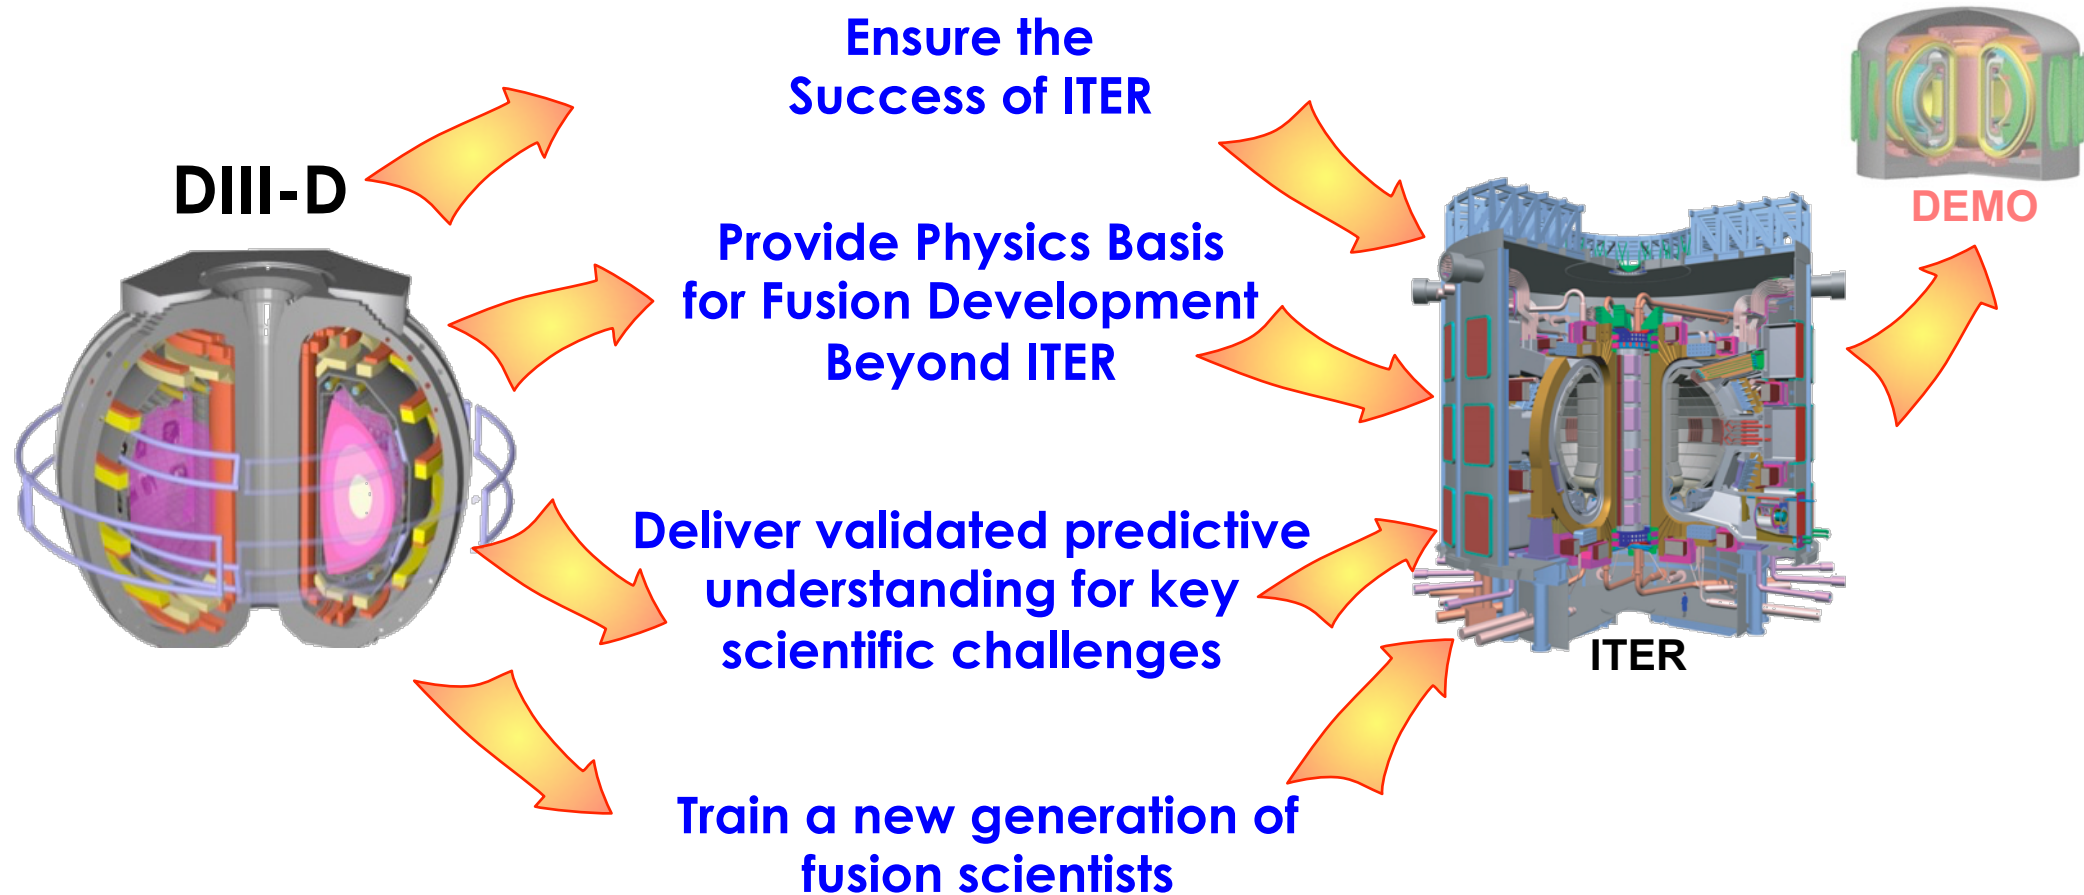 DIII-D
Ensure the
Success of ITER
Provide Physics Basis
for Fusion Development
Beyond ITER
Deliver validated predictive
understanding for key
scientific challenges
Train a new generation of
fusion scientists
ITER
DEMO